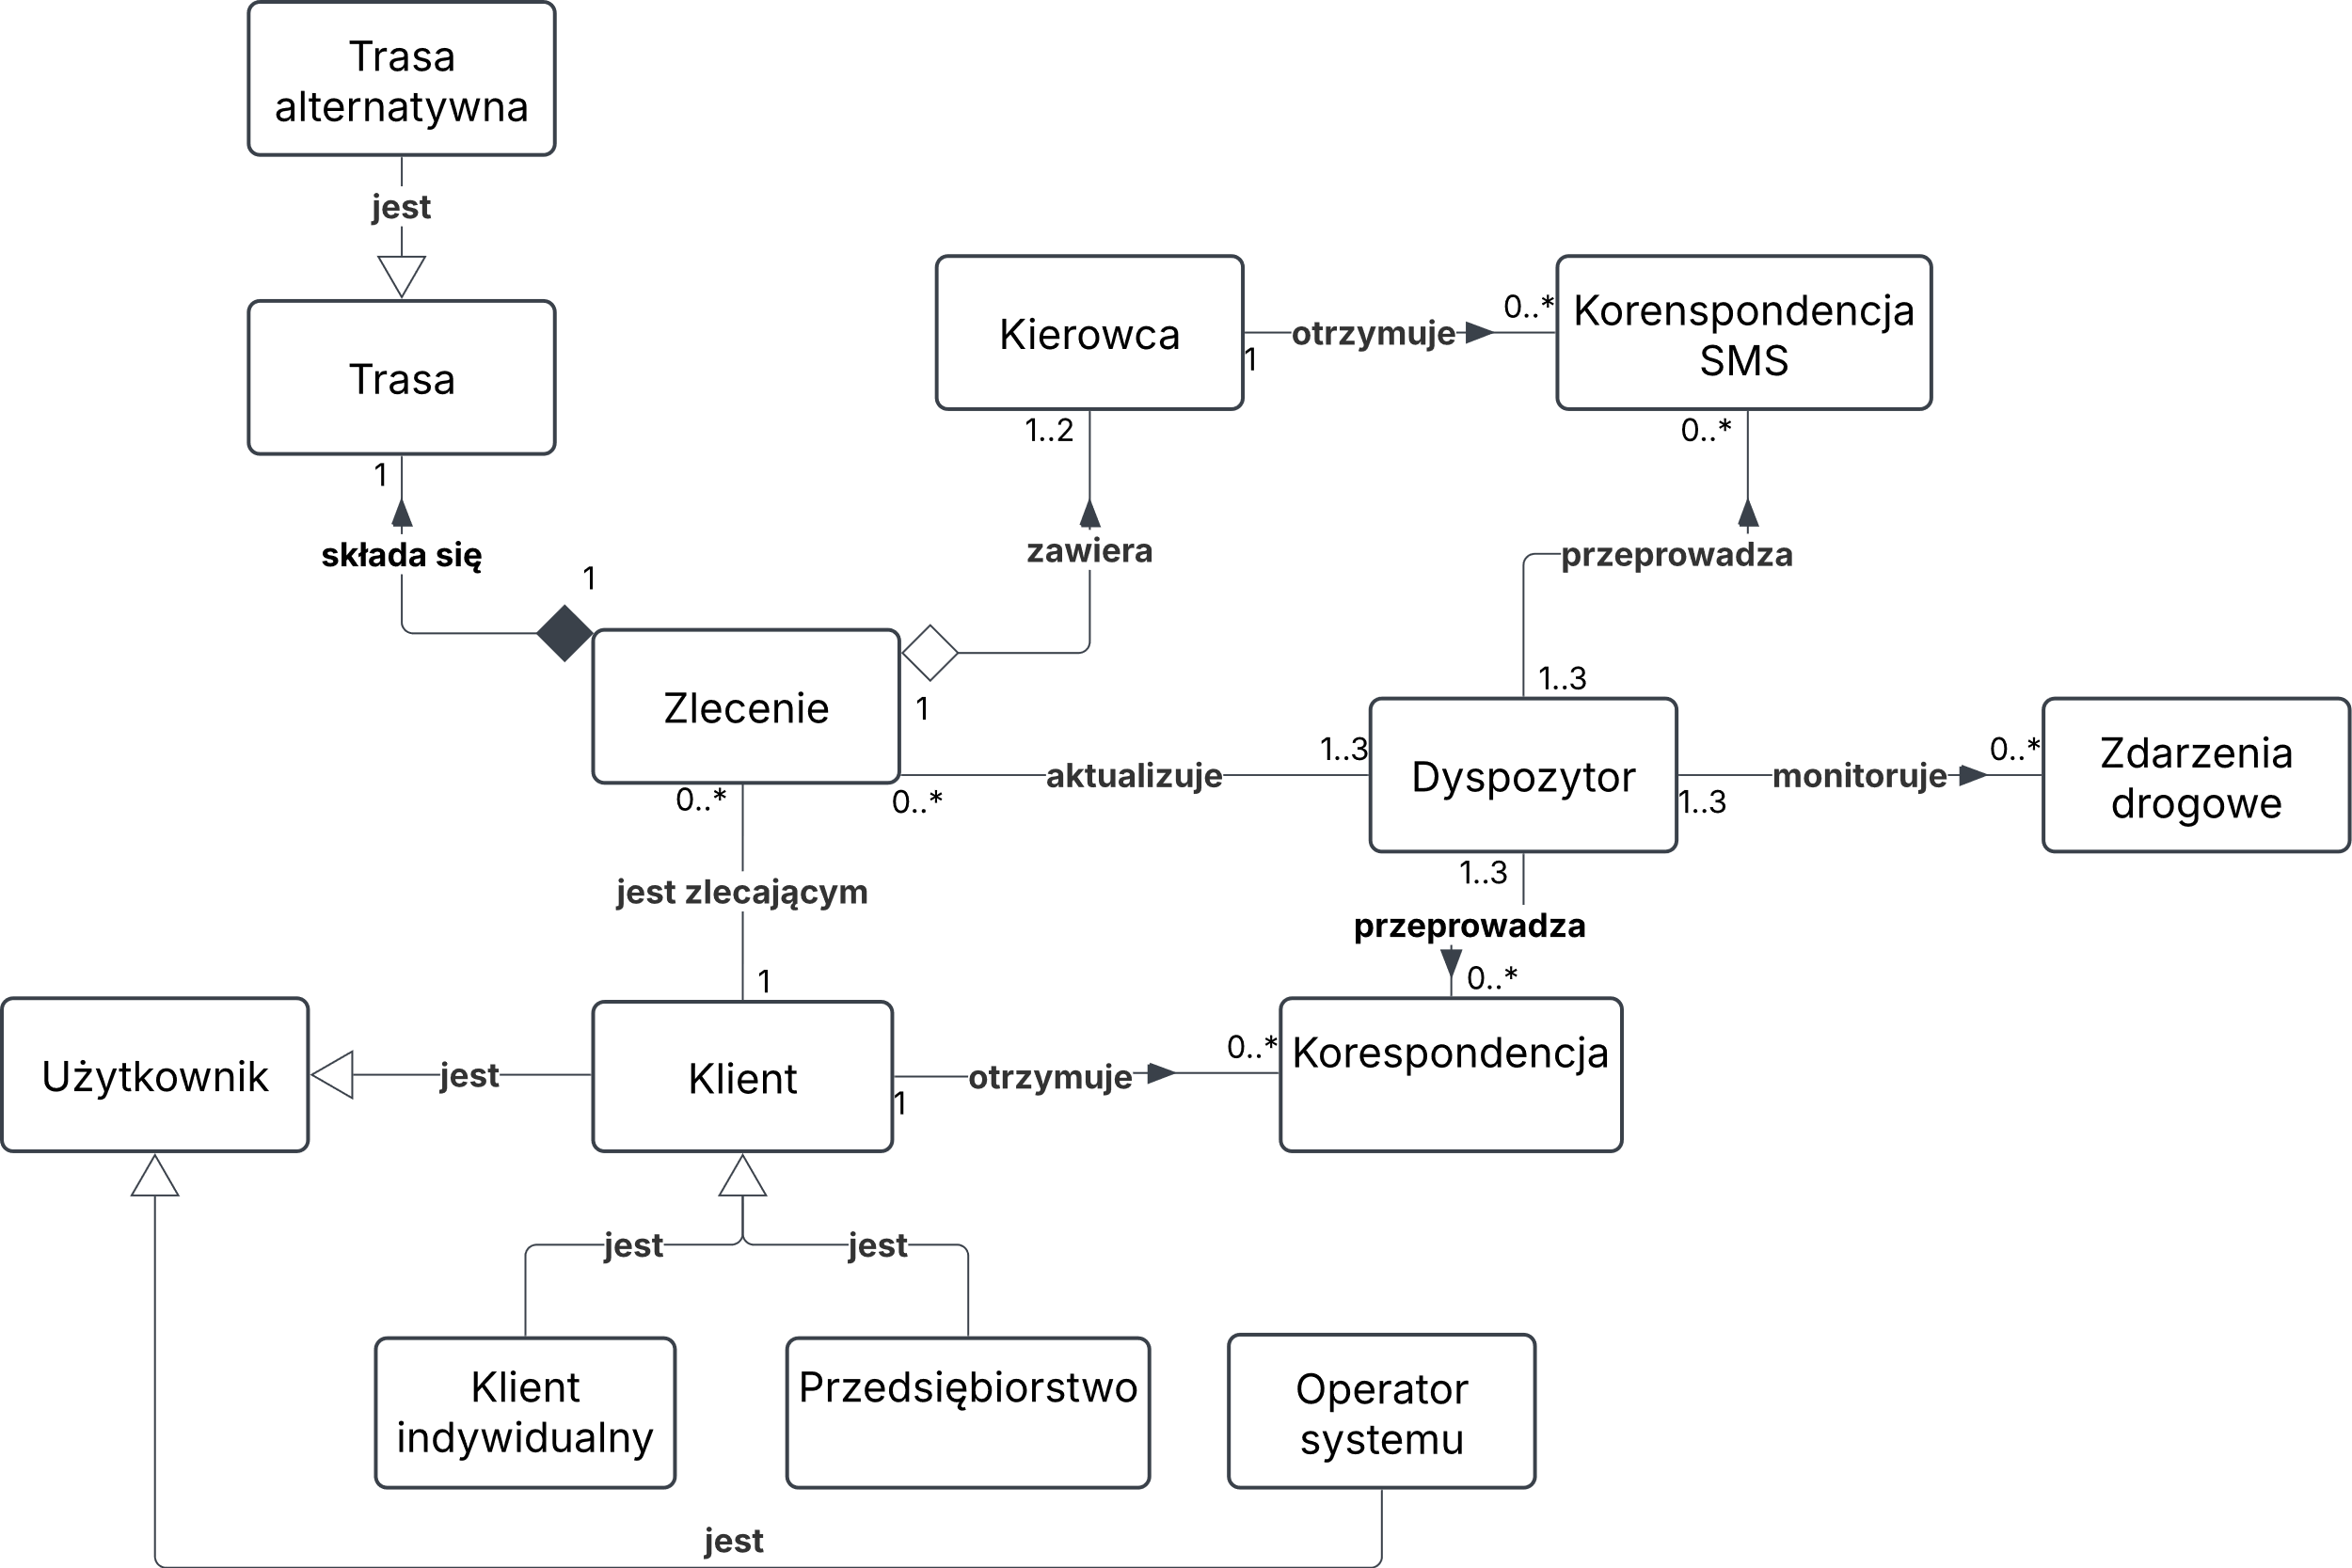 Trasa
alternatywna
jest
Trasa
1
składa się
1
Kierowca
1
otrzymuje
0..*
Korenspondencja
SMS
1..2
zawiera
1
0..*
przeprowadza
1..3
Zlecenie
0..*
0..*
aktualizuje
1..3
Dyspozytor
1..3
monitoruje
0..*
Zdarzenia
drogowe
jest zlecającym
1
1..3
przeprowadza
0..*
Użytkownik
jest
Klient
1
otrzymuje
0..*
Korespondencja
jest
jest
Klient
indywidualny
Przedsiębiorstwo
Operator
systemu
jest